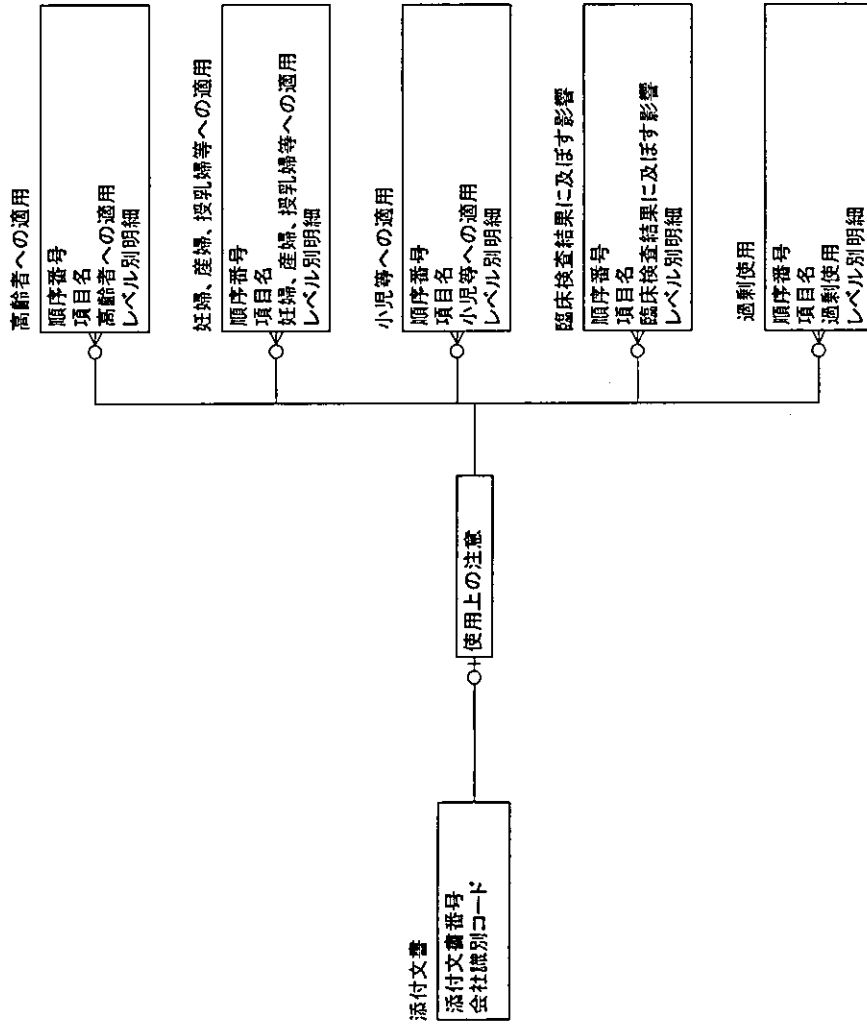 添付文書
添付文書番号
会社識別コード
使用上の注意
高齢者への適用
順序番号
項目名
高齢者への適用
レベル別明細
妊婦、産婦、授乳婦等への適用
順序番号
項目名
妊婦、産婦、授乳婦等への適用
レベル別明細
小児等への適用
順序番号
項目名
小児等への適用
レベル別明細
臨床検査結果に及ぼす影響
順序番号
項目名
臨床検査結果に及ぼす影響
レベル別明細
過剰使用
順序番号
項目名
過剰使用
レベル別明細